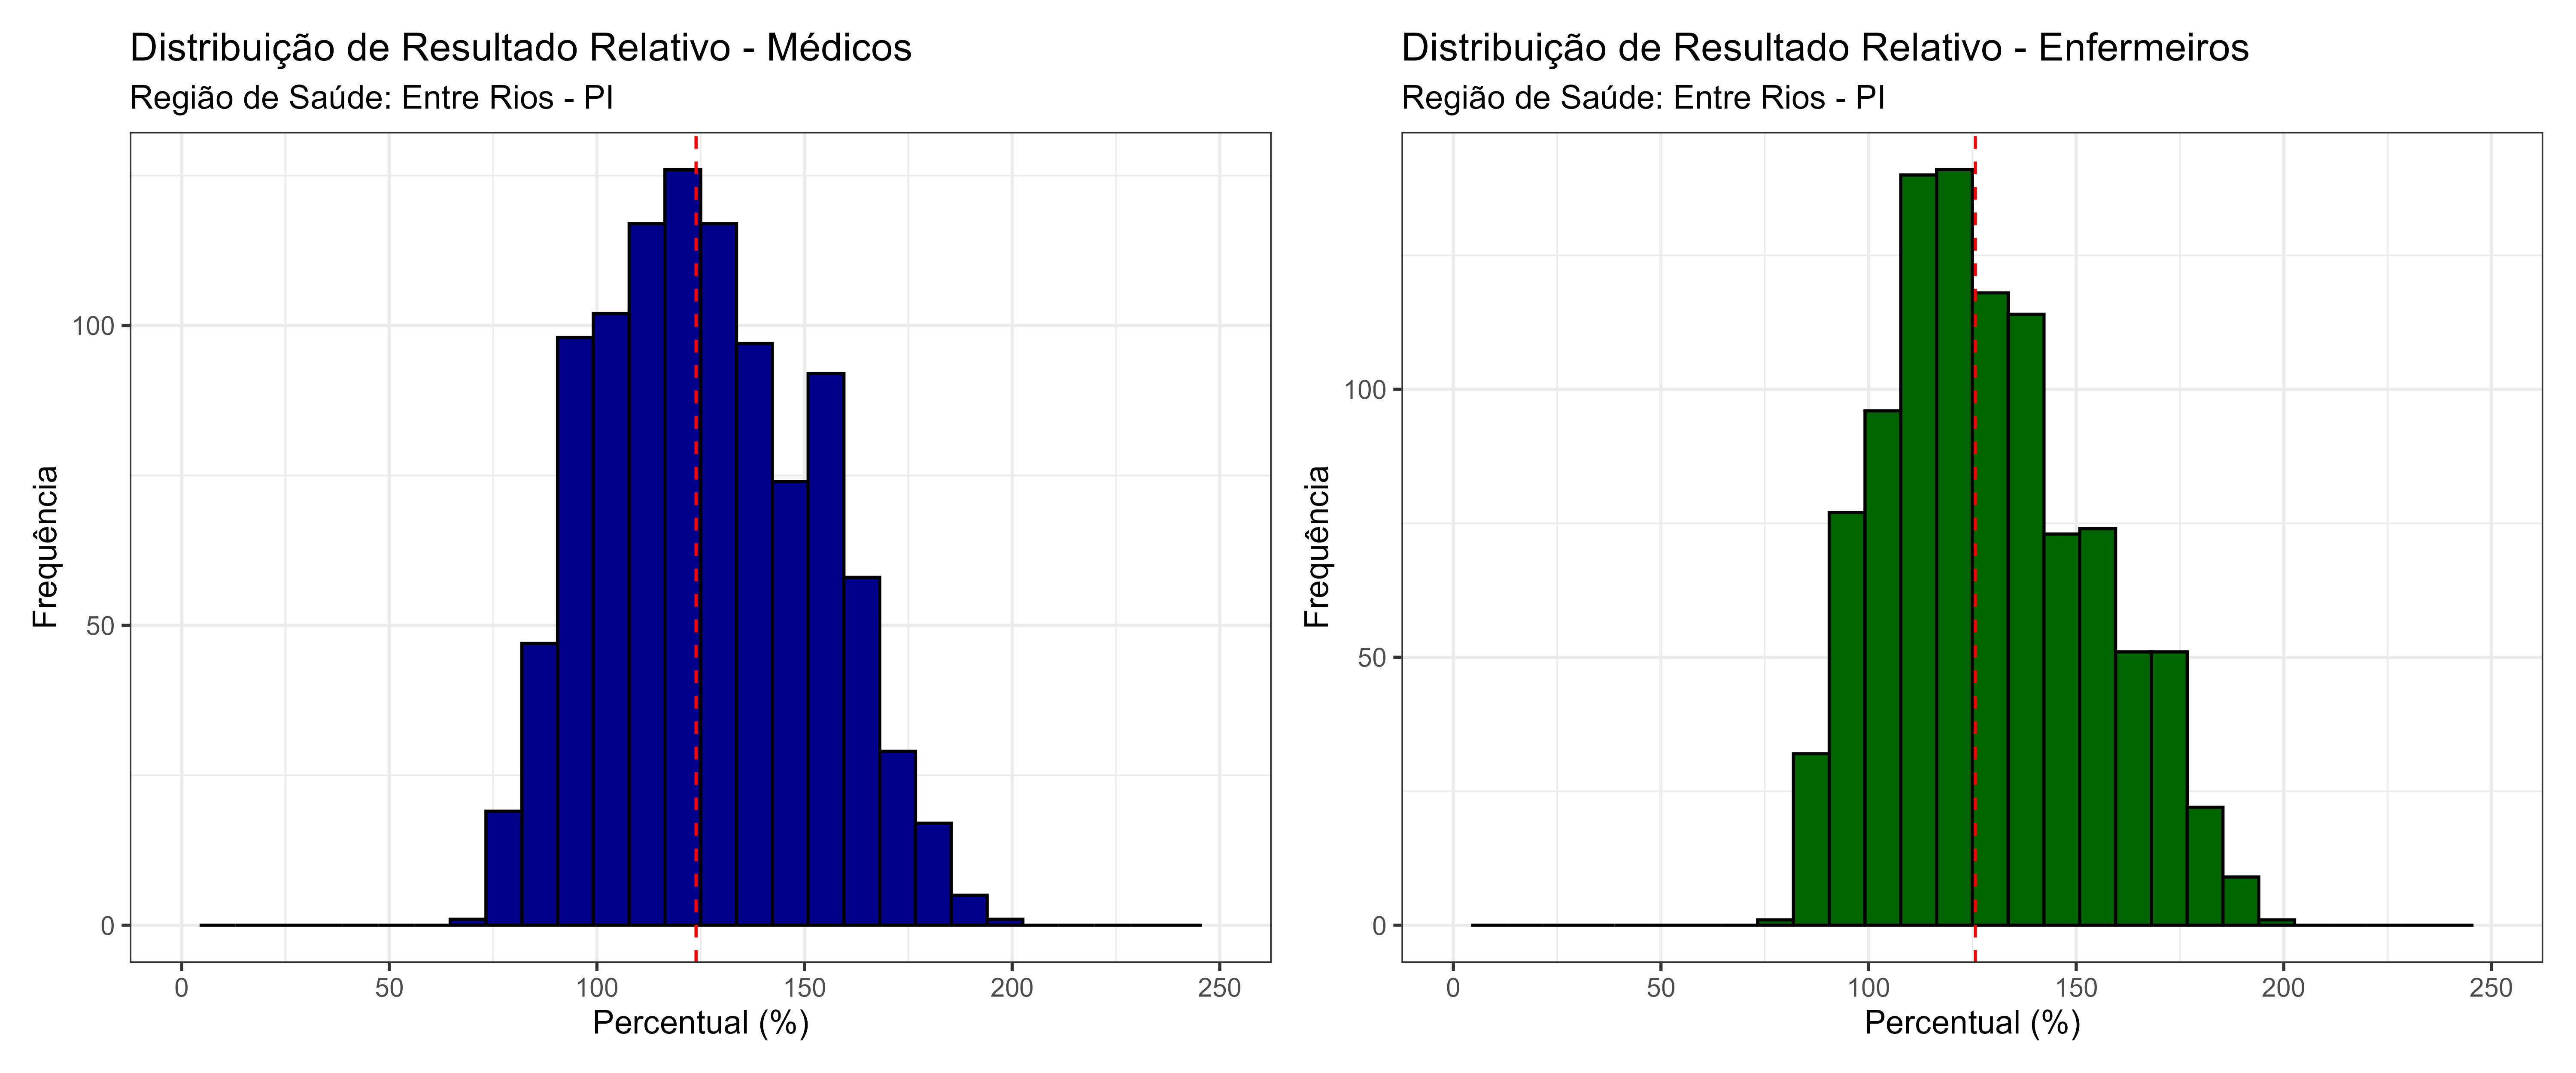 Distribuição de Resultado Relativo - Médicos
Região de Saúde: Entre Rios - PI
Frequência
100
50
0
0 50 100 150 200 250
Percentual (%)
Distribuição de Resultado Relativo - Enfermeiros
Região de Saúde: Entre Rios - PI
Frequência
100
50
0
0 50 100 150 200 250
Percentual (%)